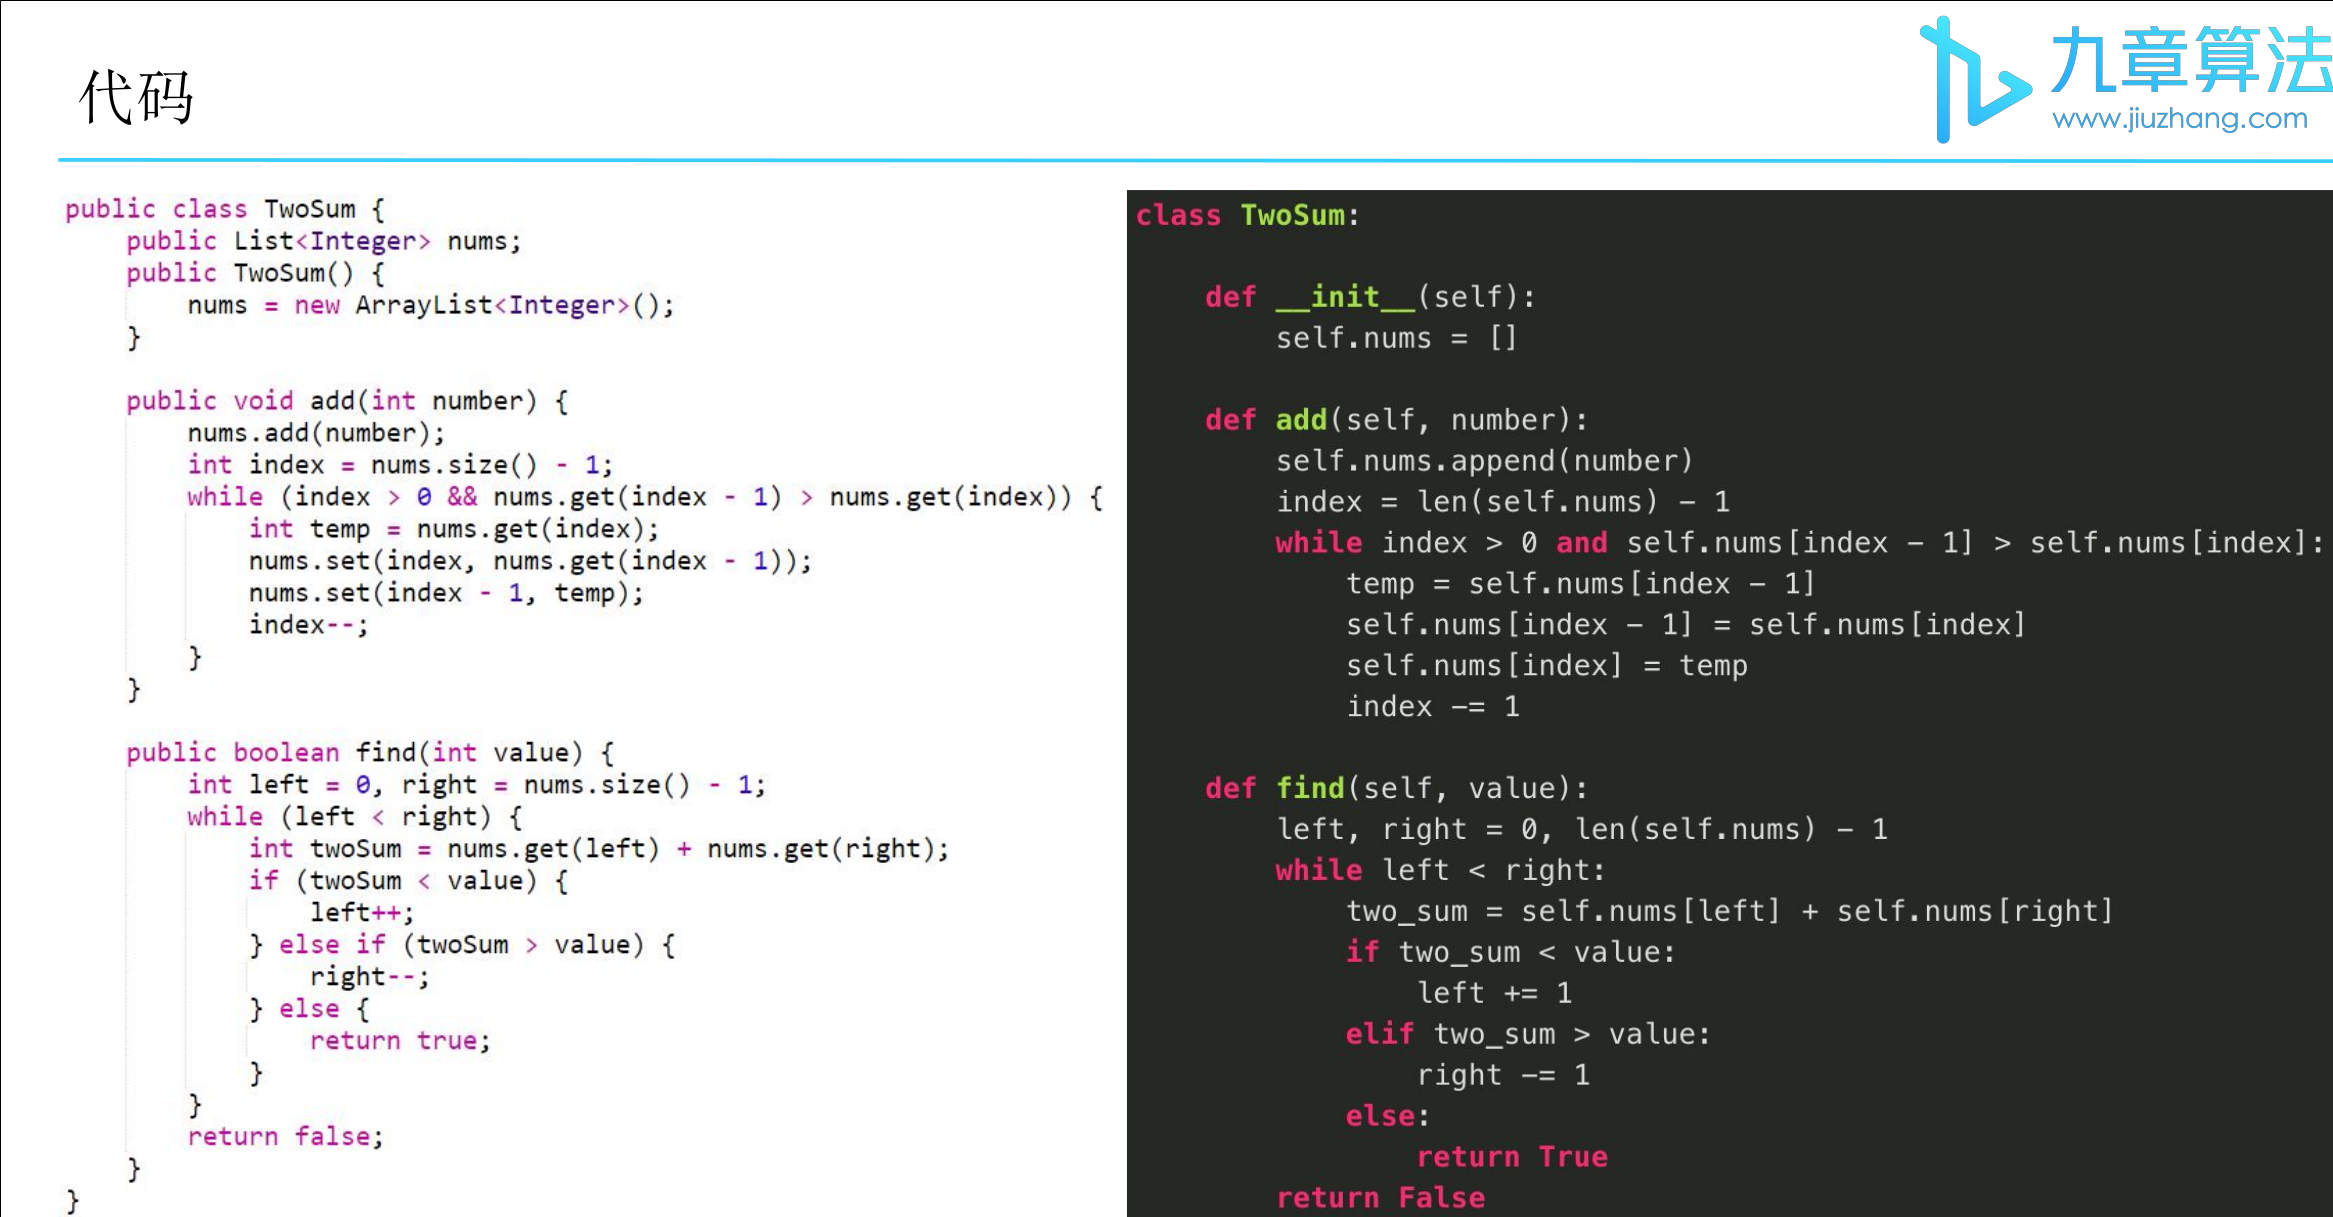 代码
九章算法
www.jiuzhang.com
public class TwoSum {
    public List<Integer> nums;
    public TwoSum() {
        nums = new ArrayList<Integer>();
    }
    public void add(int number) {
        nums.add(number);
        int index = nums.size() - 1;
        while (index > 0 && nums.get(index - 1) > nums.get(index)) {
            int temp = nums.get(index);
            nums.set(index, nums.get(index - 1));
            nums.set(index - 1, temp);
            index--;
        }
    }
    public boolean find(int value) {
        int left = 0, right = nums.size() - 1;
        while (left < right) {
            int twoSum = nums.get(left) + nums.get(right);
            if (twoSum < value) {
                left++;
            } else if (twoSum > value) {
                right--;
            } else {
                return true;
            }
        }
        return false;
    }
}
class TwoSum:
    def __init__(self):
        self.nums = []
    def add(self, number):
        self.nums.append(number)
        index = len(self.nums) - 1
        while index > 0 and self.nums[index - 1] > self.nums[index]:
            temp = self.nums[index - 1]
            self.nums[index - 1] = self.nums[index]
            self.nums[index] = temp
            index -= 1
    def find(self, value):
        left, right = 0, len(self.nums) - 1
        while left < right:
            two_sum = self.nums[left] + self.nums[right]
            if two_sum < value:
                left += 1
            elif two_sum > value:
                right -= 1
            else:
                return True
        return False